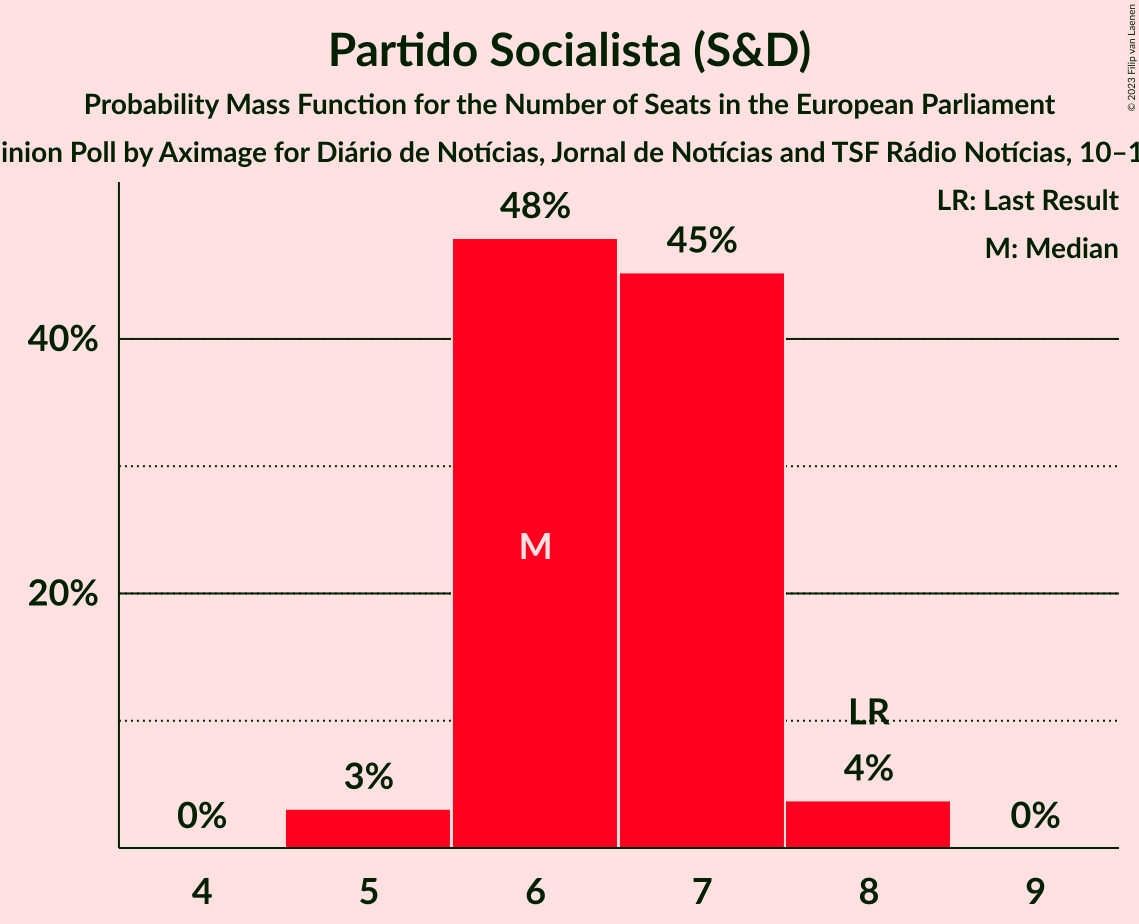 Partido Socialista (S&D)
Probability Mass Function for the Number of Seats in the European Parliament
inion Poll by Aximage for Diário de Notícias, Jornal de Notícias and TSF Rádio Notícias, 10–1
© 2023 Filip van Laenen
LR: Last Result
M: Median
48%
45%
40%
M
20%
LR
4%
3%
0%
0%
4 5 6 7 8 9